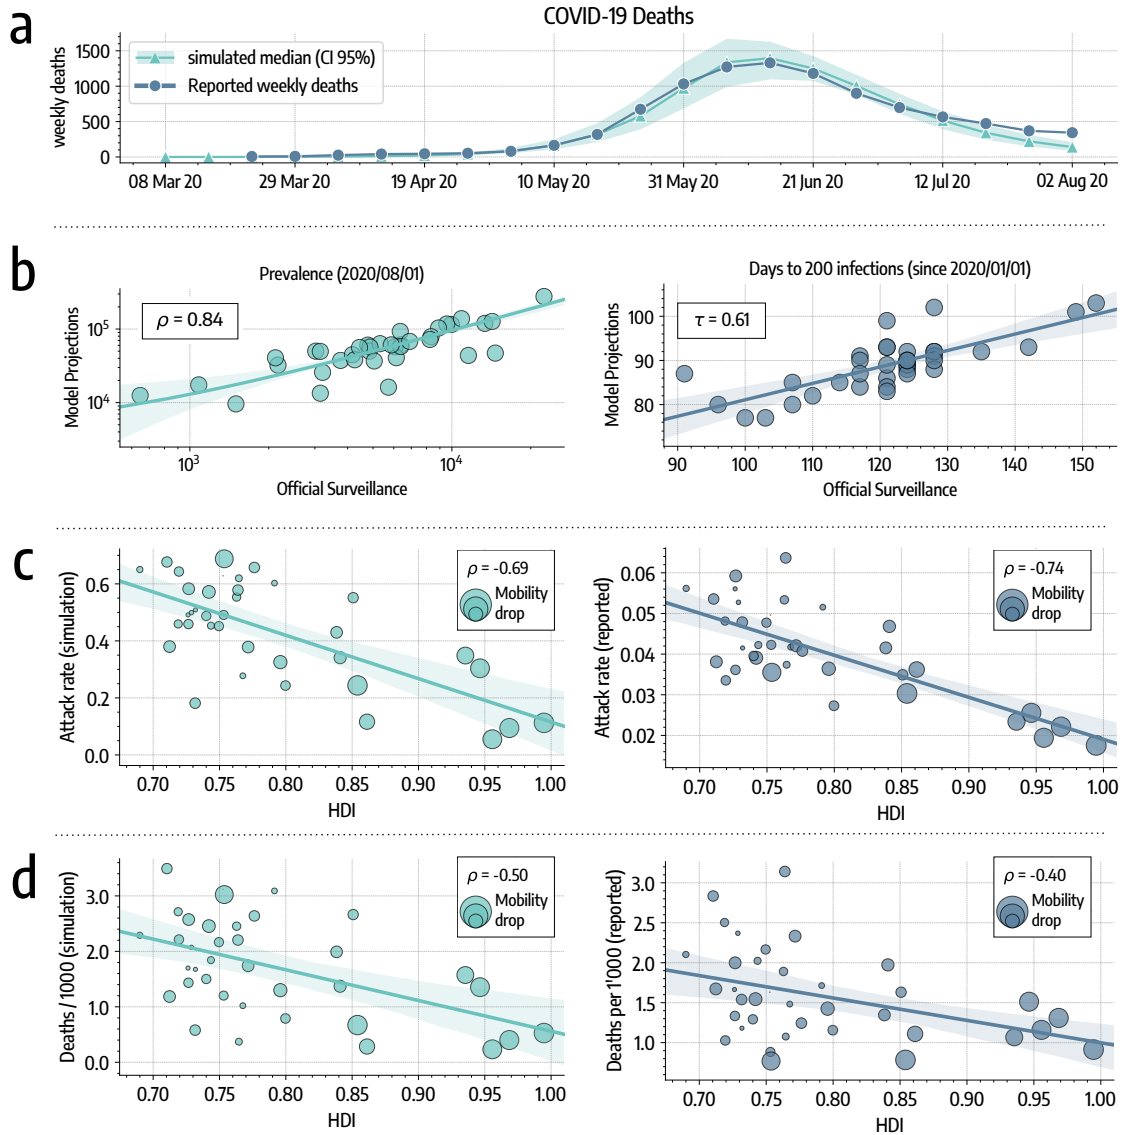 a
COVID-19 Deaths
weekly deaths
1500
1000
500
0
simulated median (CI 95%)
Reported weekly deaths
08 Mar 20 29 Mar 20 19 Apr 20 10 May 20 31 May 20 21 Jun 20 12 Jul 20 02 Aug 20
b
Prevalence (2020/08/01)
Model Projections
10⁵
10⁴
ρ = 0.84
10³ 10⁴
Official Surveillance
Days to 200 infections (since 2020/01/01)
Model Projections
100
90
80
τ = 0.61
90 100 110 120 130 140 150
Official Surveillance
c
Attack rate (simulation)
0.6
0.4
0.2
0.0
ρ = -0.69
Mobility
drop
0.70 0.75 0.80 0.85 0.90 0.95 1.00
HDI
Attack rate (reported)
0.06
0.05
0.04
0.03
0.02
ρ = -0.74
Mobility
drop
0.70 0.75 0.80 0.85 0.90 0.95 1.00
HDI
d
Deaths / 1000 (simulation)
3.0
2.0
1.0
0.0
ρ = -0.50
Mobility
drop
0.70 0.75 0.80 0.85 0.90 0.95 1.00
HDI
Deaths per 1'000 (reported)
3.0
2.5
2.0
1.5
1.0
ρ = -0.40
Mobility
drop
0.70 0.75 0.80 0.85 0.90 0.95 1.00
HDI